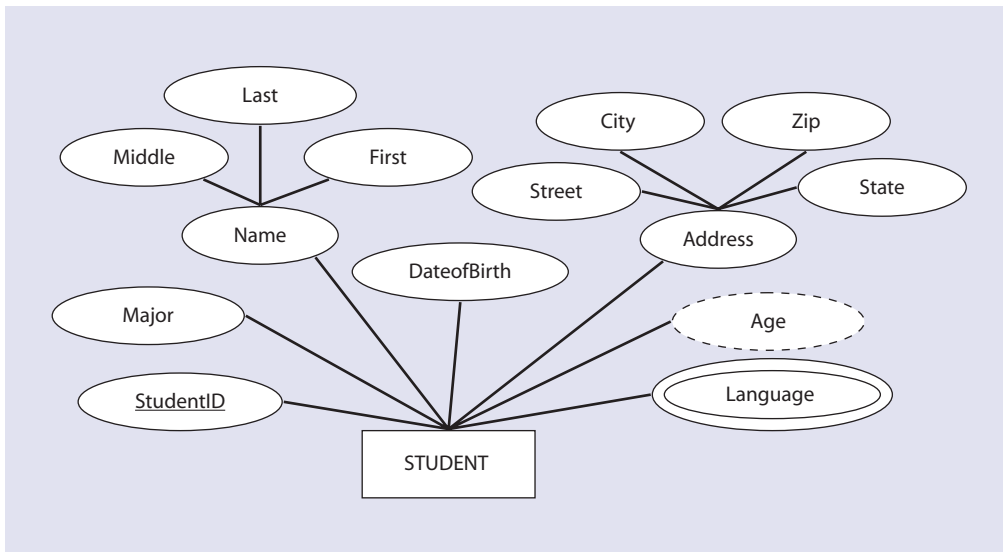 Last
City
Zip
Middle
First
Street
State
Name
Address
DateofBirth
Major
Age
StudentID
Language
STUDENT